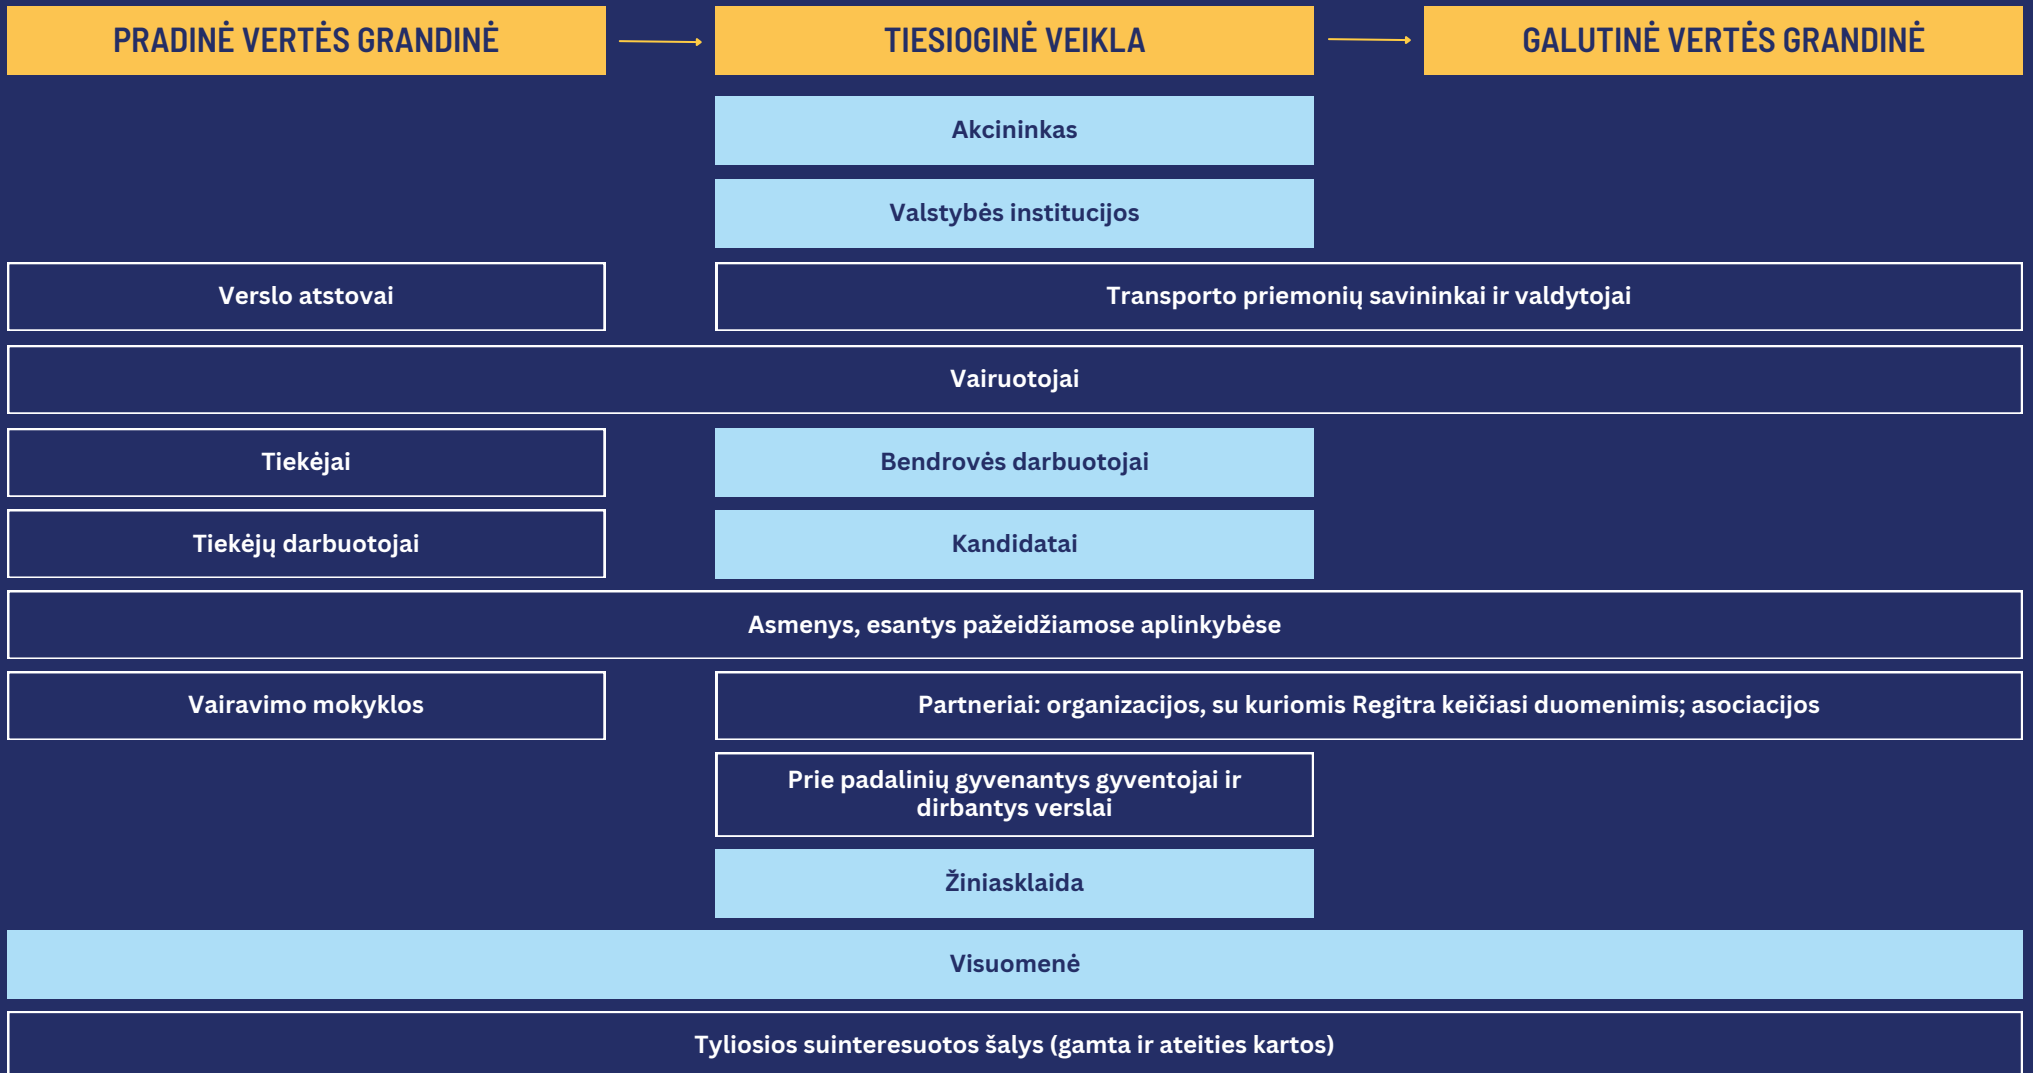 PRADINĖ VERTĖS GRANDINĖ
TIESIOGINĖ VEIKLA
GALUTINĖ VERTĖS GRANDINĖ
Akcininkas
Valstybės institucijos
Verslo atstovai
Transporto priemonių savininkai ir valdytojai
Vairuotojai
Tiekėjai
Bendrovės darbuotojai
Tiekėjų darbuotojai
Kandidatai
Asmenys, esantys pažeidžiamose aplinkybėse
Vairavimo mokyklos
Partneriai: organizacijos, su kuriomis Regitra keičiasi duomenimis; asociacijos
Prie padalinių gyvenantys gyventojai ir
dirbantys verslai
Žiniasklaida
Visuomenė
Tyliosios suinteresuotos šalys (gamta ir ateities kartos)